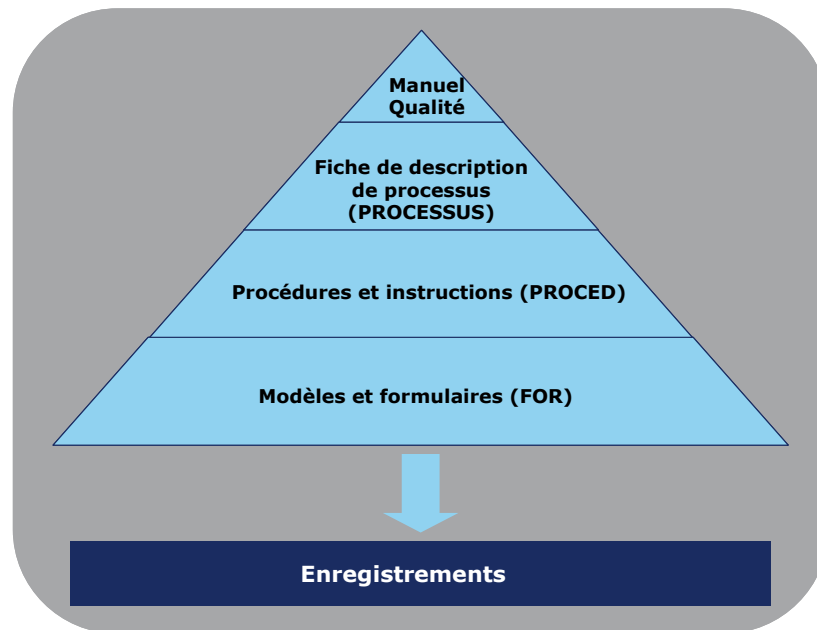 Manuel
Qualité
Fiche de description
de processus
(PROCESSUS)
Procédures et instructions (PROCED)
Modèles et formulaires (FOR)
Enregistrements